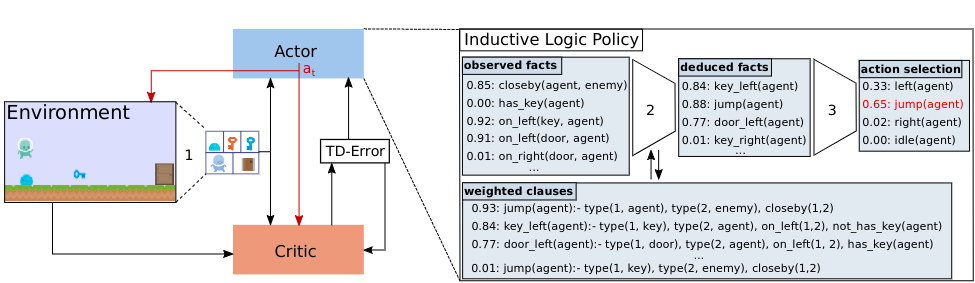 Actor
a_t
Environment
1
TD-Error
Critic
Inductive Logic Policy
observed facts
0.85: closeby(agent, enemy)
0.00: has_key(agent)
0.92: on_left(key, agent)
0.91: on_left(door, agent)
0.01: on_right(door, agent)
...
2
deduced facts
0.84: key_left(agent)
0.88: jump(agent)
0.77: door_left(agent)
0.01: key_right(agent)
...
3
action selection
0.33: left(agent)
0.65: jump(agent)
0.02: right(agent)
0.00: idle(agent)
weighted clauses
0.93: jump(agent):- type(1, agent), type(2, enemy), closeby(1,2)
0.84: key_left(agent):- type(1, key), type(2, agent), on_left(1,2), not_has_key(agent)
0.77: door_left(agent):- type(1, door), type(2, agent), on_left(1, 2), has_key(agent)
...
0.01: jump(agent):- type(1, key), type(2, enemy), closeby(1,2)